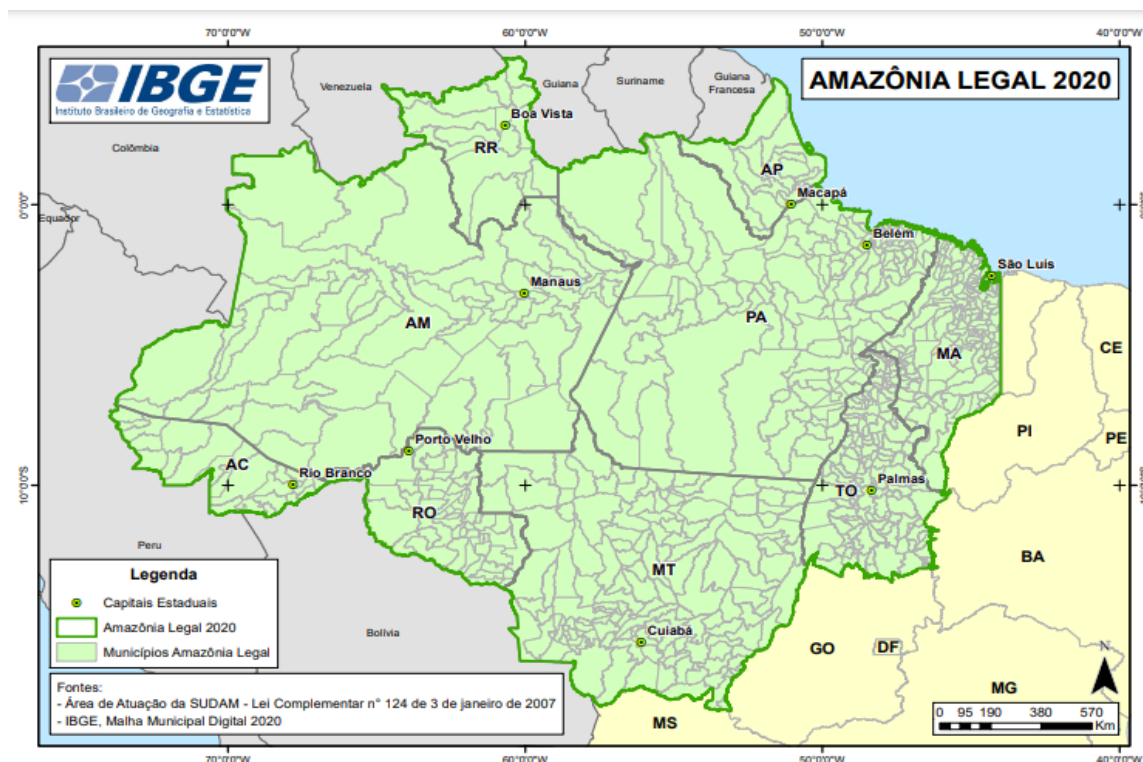 70°0'0"W 60°0'0"W 50°0'0"W 40°0'0"W
IBGE
Instituto Brasileiro de Geografia e Estatística
AMAZÔNIA LEGAL 2020
Venezuela
Guiana
Suriname
Guiana
Francesa
Colômbia
Boa Vista
RR
AP
Macapá
0°0'0"
Equador
Belém
São Luís
Manaus
AM
PA
MA
CE
PI
PE
Porto Velho
AC
Rio Branco
10°0'0"S
RO
TO
Palmas
Peru
BA
MT
Legenda
Capitais Estaduais
Amazônia Legal 2020
Municípios Amazônia Legal
Bolívia
Cuiabá
GO
DF
N
MG
MS
Fontes:
- Área de Atuação da SUDAM - Lei Complementar n° 124 de 3 de janeiro de 2007
- IBGE, Malha Municipal Digital 2020
0 95 190 380 570
Km
70°0'0"W 60°0'0"W 50°0'0"W 40°0'0"W